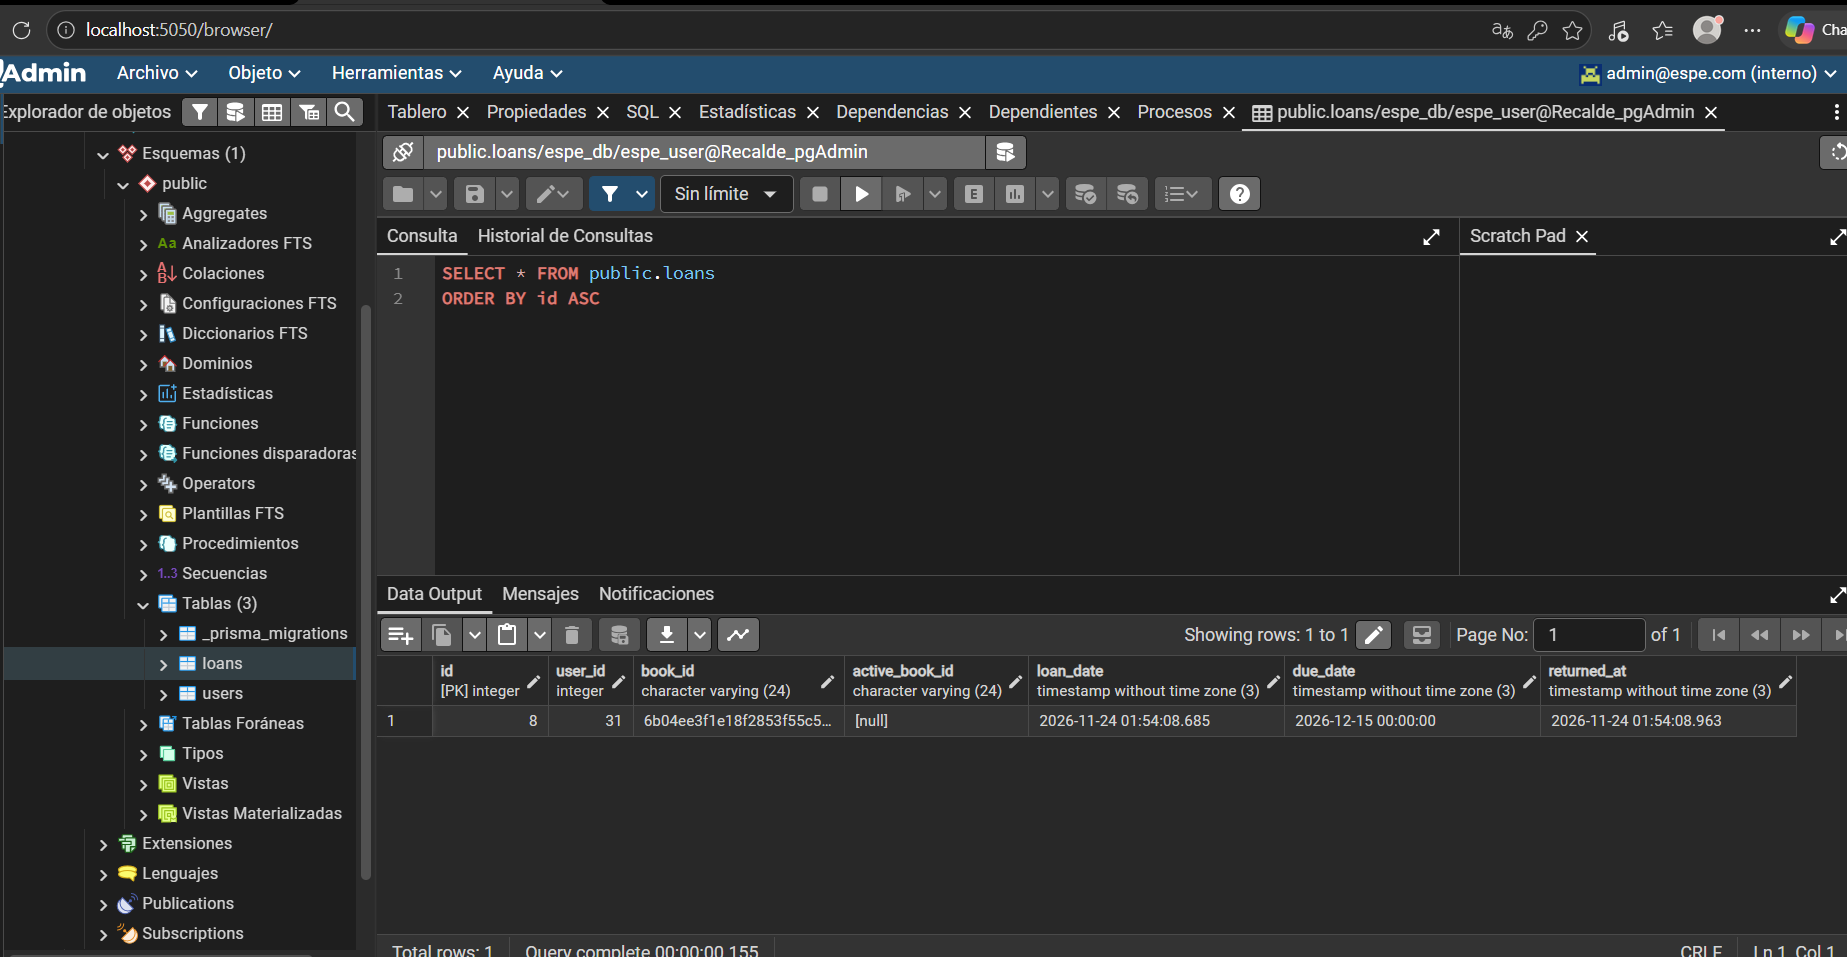 localhost:5050/browser/
Cha
Admin
Archivo
Objeto
Herramientas
Ayuda
admin@espe.com (interno)
Explorador de objetos
Tablero
Propiedades
SQL
Estadísticas
Dependencias
Dependientes
Procesos
public.loans/espe_db/espe_user@Recalde_pgAdmin
Esquemas (1)
public
Aggregates
Aa Analizadores FTS
Colaciones
Configuraciones FTS
Diccionarios FTS
Dominios
Estadísticas
Funciones
Funciones disparadoras
Operators
Plantillas FTS
Procedimientos
1..3 Secuencias
Tablas (3)
_prisma_migrations
loans
users
Tablas Foráneas
Tipos
Vistas
Vistas Materializadas
Extensiones
Lenguajes
Publications
Subscriptions
public.loans/espe_db/espe_user@Recalde_pgAdmin
Sin límite
E
Consulta
Historial de Consultas
Scratch Pad
1 SELECT * FROM public.loans
2 ORDER BY id ASC
Data Output
Mensajes
Notificaciones
Showing rows: 1 to 1
Page No: 1 of 1
id
[PK] integer
user_id
integer
book_id
character varying (24)
active_book_id
character varying (24)
loan_date
timestamp without time zone (3)
due_date
timestamp without time zone (3)
returned_at
timestamp without time zone (3)
1 8 31 6b04ee3f1e18f2853f55c5... [null] 2026-11-24 01:54:08.685 2026-12-15 00:00:00 2026-11-24 01:54:08.963
Total rows: 1
Query complete 00:00:00.155
CRLF
Ln 1, Col 1